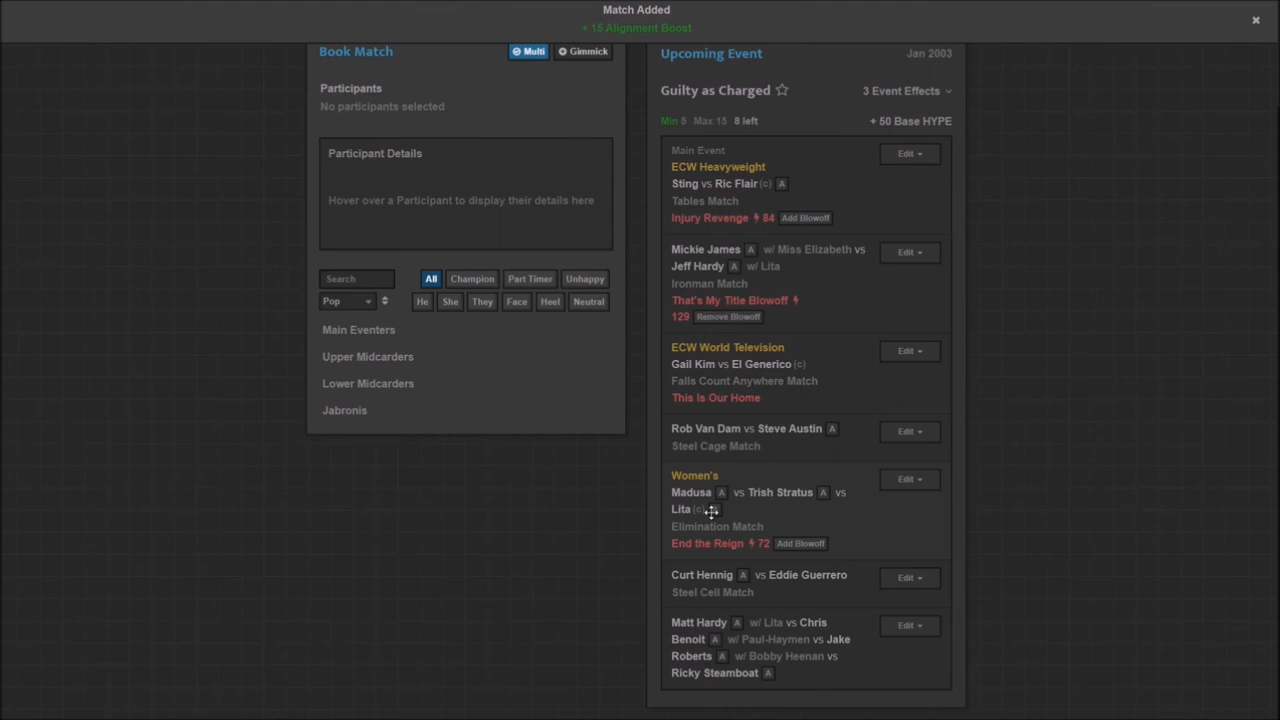 Match Added
+ 15 Alignment Boost
Book Match
Multi
Gimmick
Participants
No participants selected
Participant Details
Hover over a Participant to display their details here
Search
All
Champion
Part Timer
Unhappy
Pop
He
She
They
Face
Heel
Neutral
Main Eventers
Upper Midcarders
Lower Midcarders
Jabronis
Upcoming Event
Jan 2003
Guilty as Charged
3 Event Effects
Min 5 Max 15 8 left
+ 50 Base HYPE
Main Event
Edit
ECW Heavyweight
Sting vs Ric Flair (c) A
Tables Match
Injury Revenge 84 Add Blowoff
Mickie James A w/ Miss Elizabeth vs
Edit
Jeff Hardy A w/ Lita
Ironman Match
That's My Title Blowoff
129 Remove Blowoff
ECW World Television
Edit
Gail Kim vs El Generico (c)
Falls Count Anywhere Match
This Is Our Home
Rob Van Dam vs Steve Austin A
Edit
Steel Cage Match
Women's
Edit
Madusa A vs Trish Stratus A vs
Lita (c)
Elimination Match
End the Reign 72 Add Blowoff
Curt Hennig A vs Eddie Guerrero
Edit
Steel Cell Match
Matt Hardy A w/ Lita vs Chris
Edit
Benoit A w/ Paul-Haymen vs Jake
Roberts A w/ Bobby Heenan vs
Ricky Steamboat A